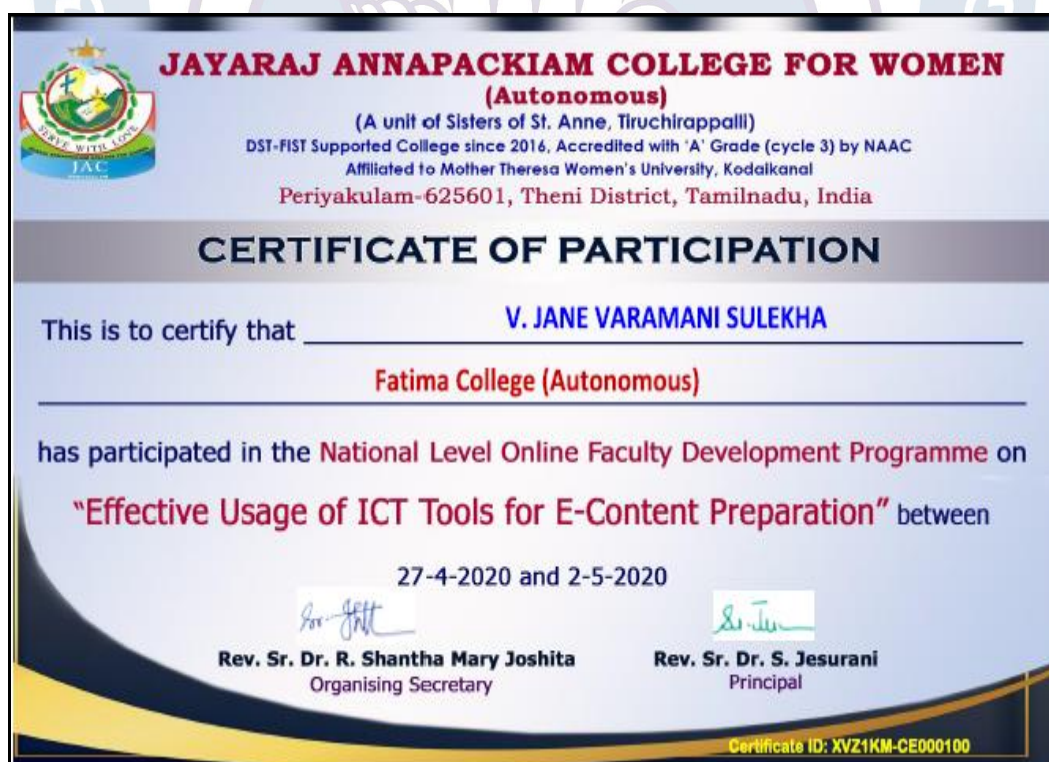 JAYARAJ ANNAPACKIAM COLLEGE FOR WOMEN
(Autonomous)
(A unit of Sisters of St. Anne, Tiruchirappalli)
DST-FIST Supported College since 2016, Accredited with 'A' Grade (cycle 3) by NAAC
Affiliated to Mother Theresa Women's University, Kodaikanal
Periyakulam-625601, Theni District, Tamilnadu, India
SERVE WITH LOVE
JAC
CERTIFICATE OF PARTICIPATION
This is to certify that V. JANE VARAMANI SULEKHA
Fatima College (Autonomous)
has participated in the National Level Online Faculty Development Programme on
"Effective Usage of ICT Tools for E-Content Preparation" between
27-4-2020 and 2-5-2020
Rev. Sr. Dr. R. Shantha Mary Joshita Rev. Sr. Dr. S. Jesurani
Organising Secretary Principal
Certificate ID: XVZ1KM-CE000100